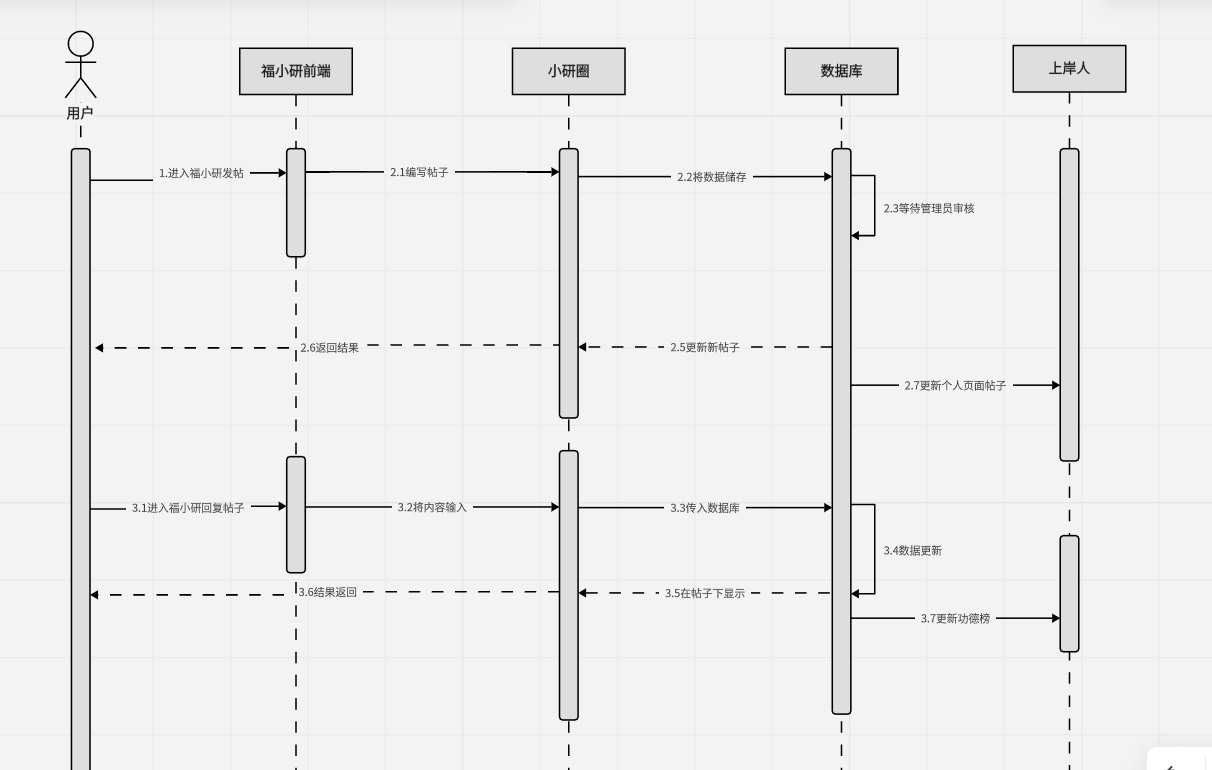 用户
福小研前端
小研圈
数据库
上岸人
1.进入福小研发帖
2.1编写帖子
2.2将数据储存
2.3等待管理员审核
2.6返回结果
2.5更新新帖子
2.7更新个人页面帖子
3.1进入福小研回复帖子
3.2将内容输入
3.3传入数据库
3.4数据更新
3.6结果返回
3.5在帖子下显示
3.7更新功德榜